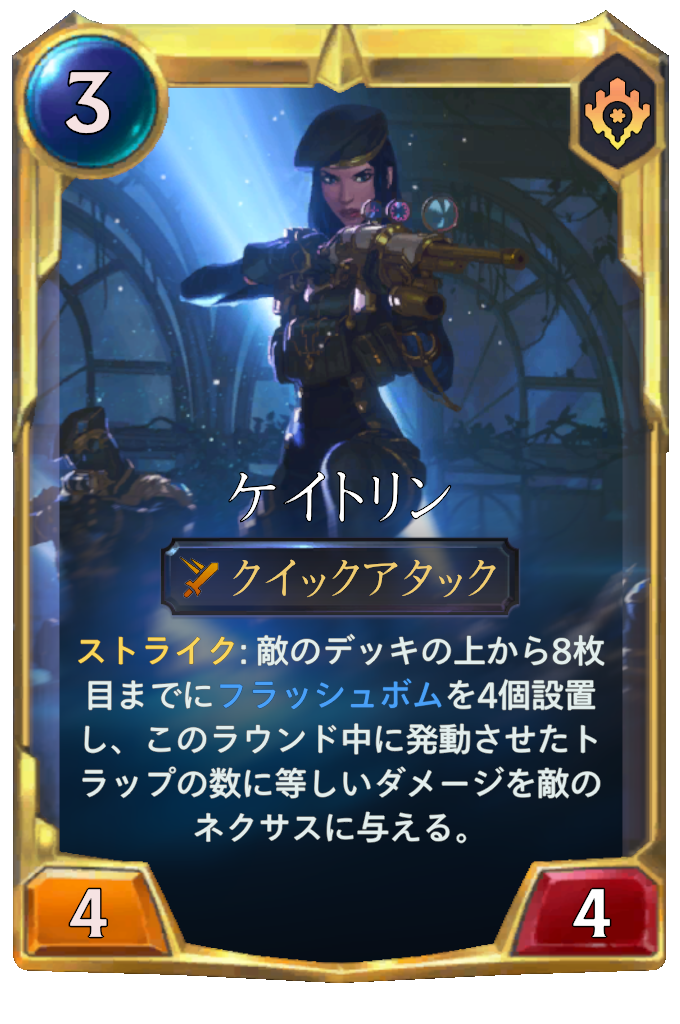 3
ケイトリン
クイックアタック
ストライク: 敵のデッキの上から8枚
目までにフラッシュボムを4個設置
し、このラウンド中に発動させたト
ラップの数に等しいダメージを敵の
ネクサスに与える。
4
4